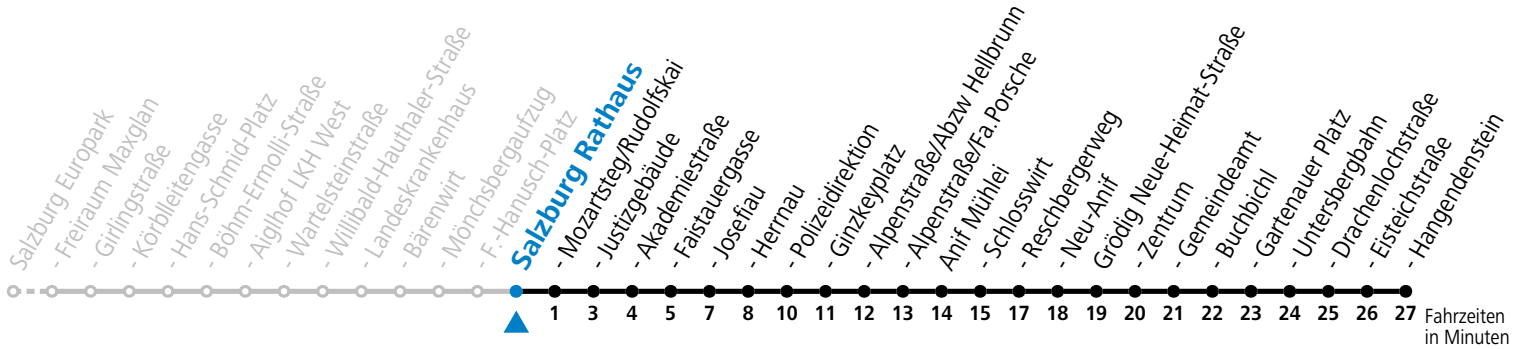 Salzburg Europark
- Freiraum Maxglan
- Girlingstraße
- Körblleitengasse
- Hans-Schmid-Platz
- Böhm-Ermolli-Straße
- Aiglhof LKH West
- Wartelsteinstraße
- Willibald-Hauthaler-Straße
- Landeskrankenhaus
- Bärenwirt
- Mönchsbergaufzug
- F.-Hanusch-Platz
Salzburg Rathaus
- Mozartsteg/Rudolfskai
- Justizgebäude
- Akademiestraße
- Faistauergasse
- Josefiau
- Herrnau
- Polizeidirektion
- Ginzkeyplatz
- Alpenstraße/Abzw Hellbrunn
- Alpenstraße/Fa.Porsche
Anif Mühlei
- Schlosswirt
- Reschbergerweg
- Neu-Anif
Grödig Neue-Heimat-Straße
- Zentrum
- Gemeindeamt
- Buchbichl
- Gartenauer Platz
- Untersbergbahn
- Drachenlochstraße
- Eisteichstraße
- Hangendenstein
1 3 4 5 7 8 10 11 12 13 14 15 17 18 19 20 21 22 23 24 25 26 27
Fahrzeiten
in Minuten